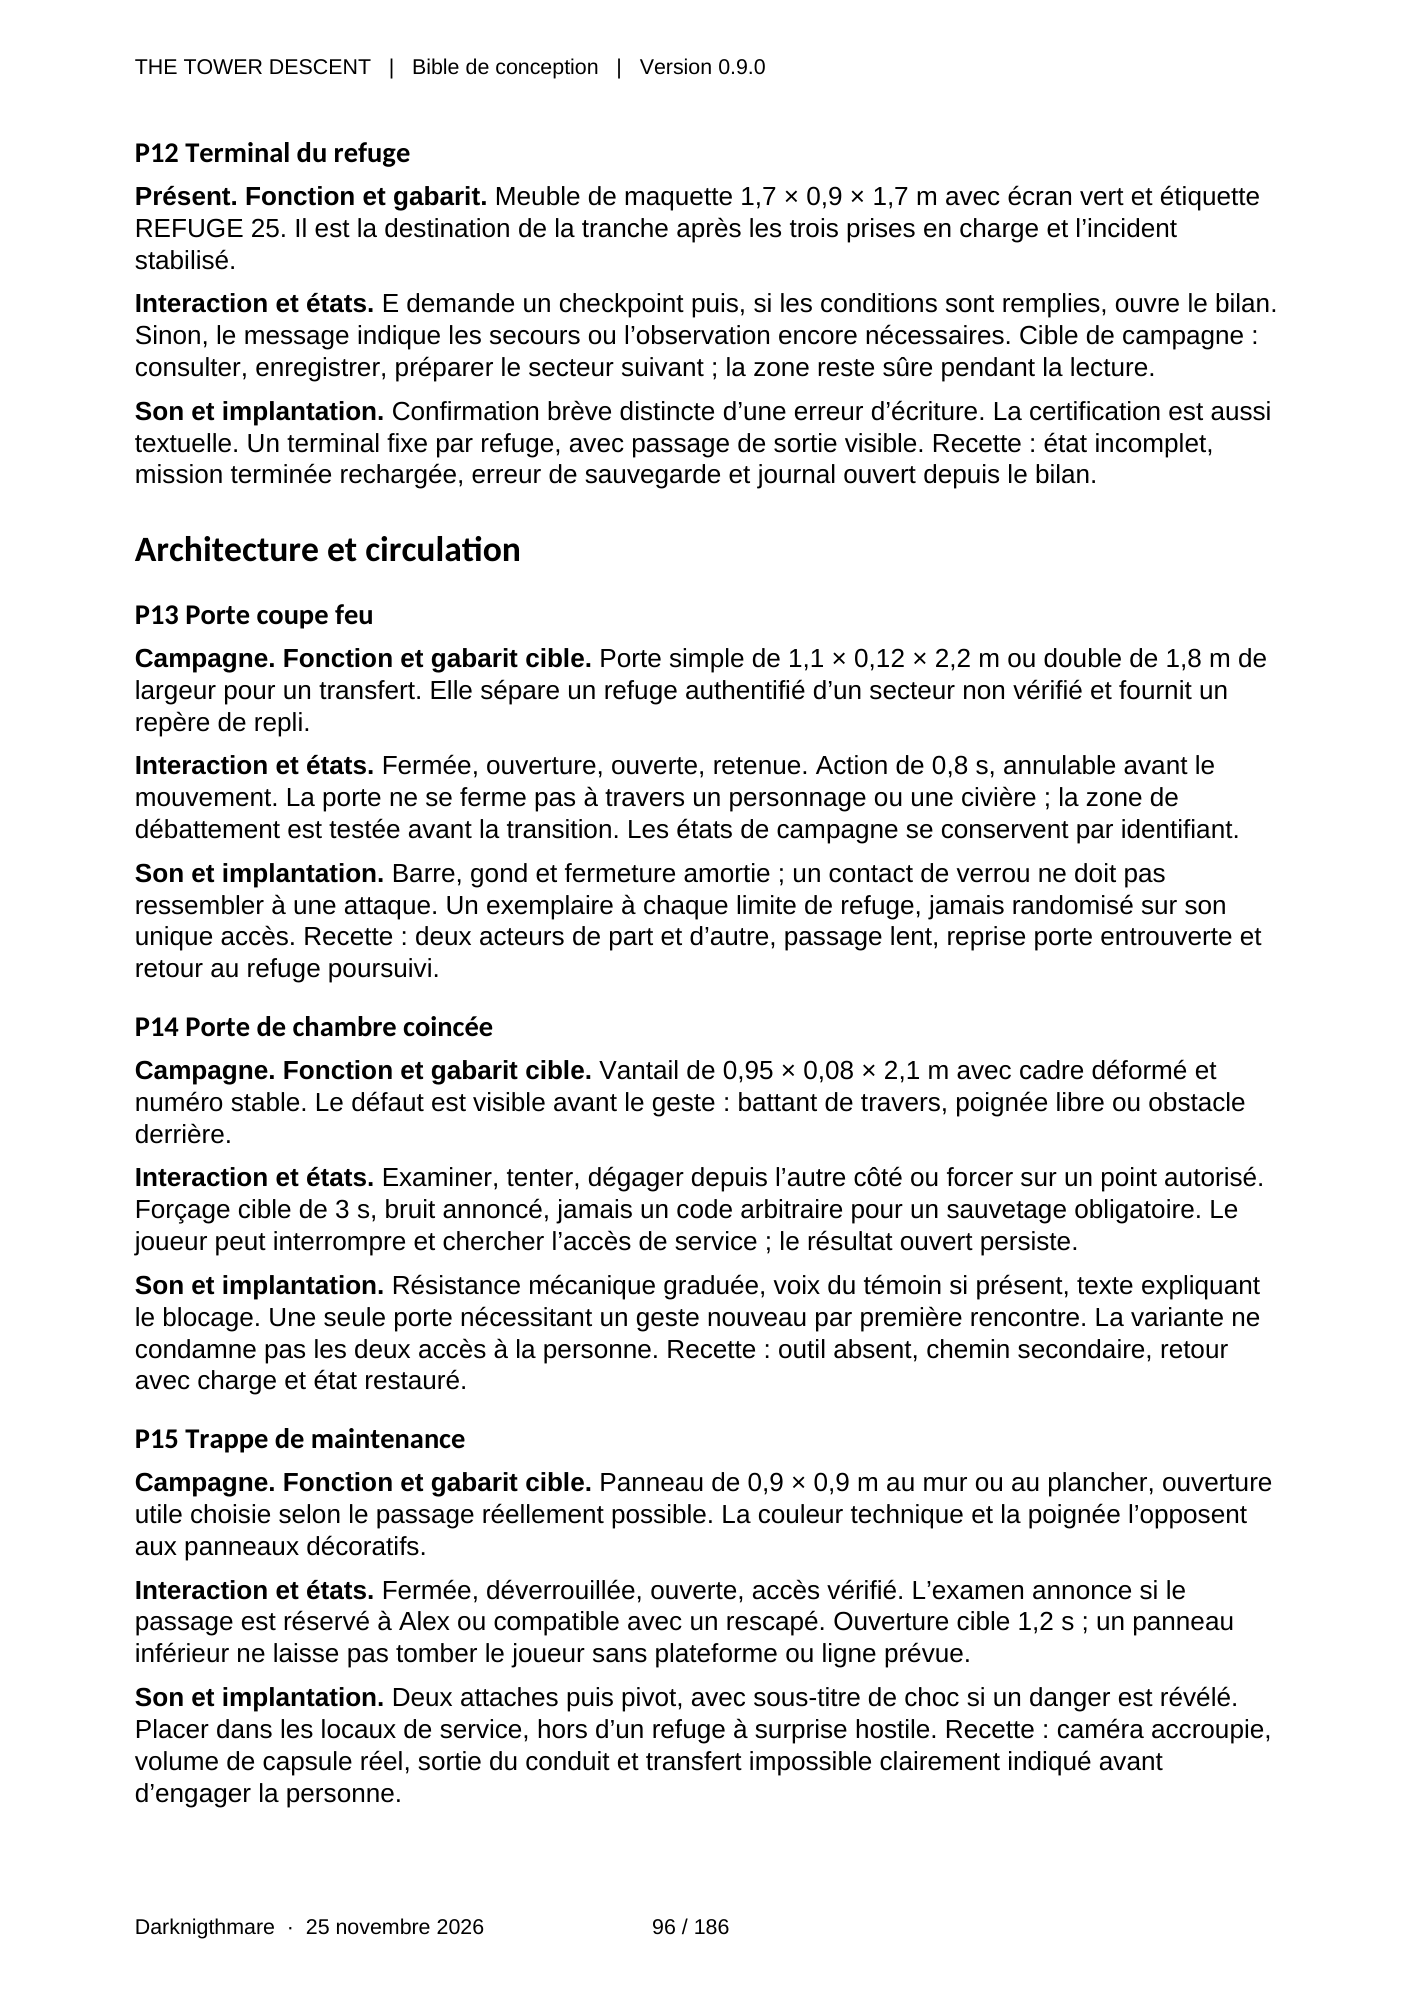 THE TOWER DESCENT | Bible de conception | Version 0.9.0
P12 Terminal du refuge
Présent. Fonction et gabarit. Meuble de maquette 1,7 × 0,9 × 1,7 m avec écran vert et étiquette
REFUGE 25. Il est la destination de la tranche après les trois prises en charge et l’incident
stabilisé.
Interaction et états. E demande un checkpoint puis, si les conditions sont remplies, ouvre le bilan.
Sinon, le message indique les secours ou l’observation encore nécessaires. Cible de campagne :
consulter, enregistrer, préparer le secteur suivant ; la zone reste sûre pendant la lecture.
Son et implantation. Confirmation brève distincte d’une erreur d’écriture. La certification est aussi
textuelle. Un terminal fixe par refuge, avec passage de sortie visible. Recette : état incomplet,
mission terminée rechargée, erreur de sauvegarde et journal ouvert depuis le bilan.
Architecture et circulation
P13 Porte coupe feu
Campagne. Fonction et gabarit cible. Porte simple de 1,1 × 0,12 × 2,2 m ou double de 1,8 m de
largeur pour un transfert. Elle sépare un refuge authentifié d’un secteur non vérifié et fournit un
repère de repli.
Interaction et états. Fermée, ouverture, ouverte, retenue. Action de 0,8 s, annulable avant le
mouvement. La porte ne se ferme pas à travers un personnage ou une civière ; la zone de
débattement est testée avant la transition. Les états de campagne se conservent par identifiant.
Son et implantation. Barre, gond et fermeture amortie ; un contact de verrou ne doit pas
ressembler à une attaque. Un exemplaire à chaque limite de refuge, jamais randomisé sur son
unique accès. Recette : deux acteurs de part et d’autre, passage lent, reprise porte entrouverte et
retour au refuge poursuivi.
P14 Porte de chambre coincée
Campagne. Fonction et gabarit cible. Vantail de 0,95 × 0,08 × 2,1 m avec cadre déformé et
numéro stable. Le défaut est visible avant le geste : battant de travers, poignée libre ou obstacle
derrière.
Interaction et états. Examiner, tenter, dégager depuis l’autre côté ou forcer sur un point autorisé.
Forçage cible de 3 s, bruit annoncé, jamais un code arbitraire pour un sauvetage obligatoire. Le
joueur peut interrompre et chercher l’accès de service ; le résultat ouvert persiste.
Son et implantation. Résistance mécanique graduée, voix du témoin si présent, texte expliquant
le blocage. Une seule porte nécessitant un geste nouveau par première rencontre. La variante ne
condamne pas les deux accès à la personne. Recette : outil absent, chemin secondaire, retour
avec charge et état restauré.
P15 Trappe de maintenance
Campagne. Fonction et gabarit cible. Panneau de 0,9 × 0,9 m au mur ou au plancher, ouverture
utile choisie selon le passage réellement possible. La couleur technique et la poignée l’opposent
aux panneaux décoratifs.
Interaction et états. Fermée, déverrouillée, ouverte, accès vérifié. L’examen annonce si le
passage est réservé à Alex ou compatible avec un rescapé. Ouverture cible 1,2 s ; un panneau
inférieur ne laisse pas tomber le joueur sans plateforme ou ligne prévue.
Son et implantation. Deux attaches puis pivot, avec sous-titre de choc si un danger est révélé.
Placer dans les locaux de service, hors d’un refuge à surprise hostile. Recette : caméra accroupie,
volume de capsule réel, sortie du conduit et transfert impossible clairement indiqué avant
d’engager la personne.
Darknigthmare · 25 novembre 2026 96 / 186